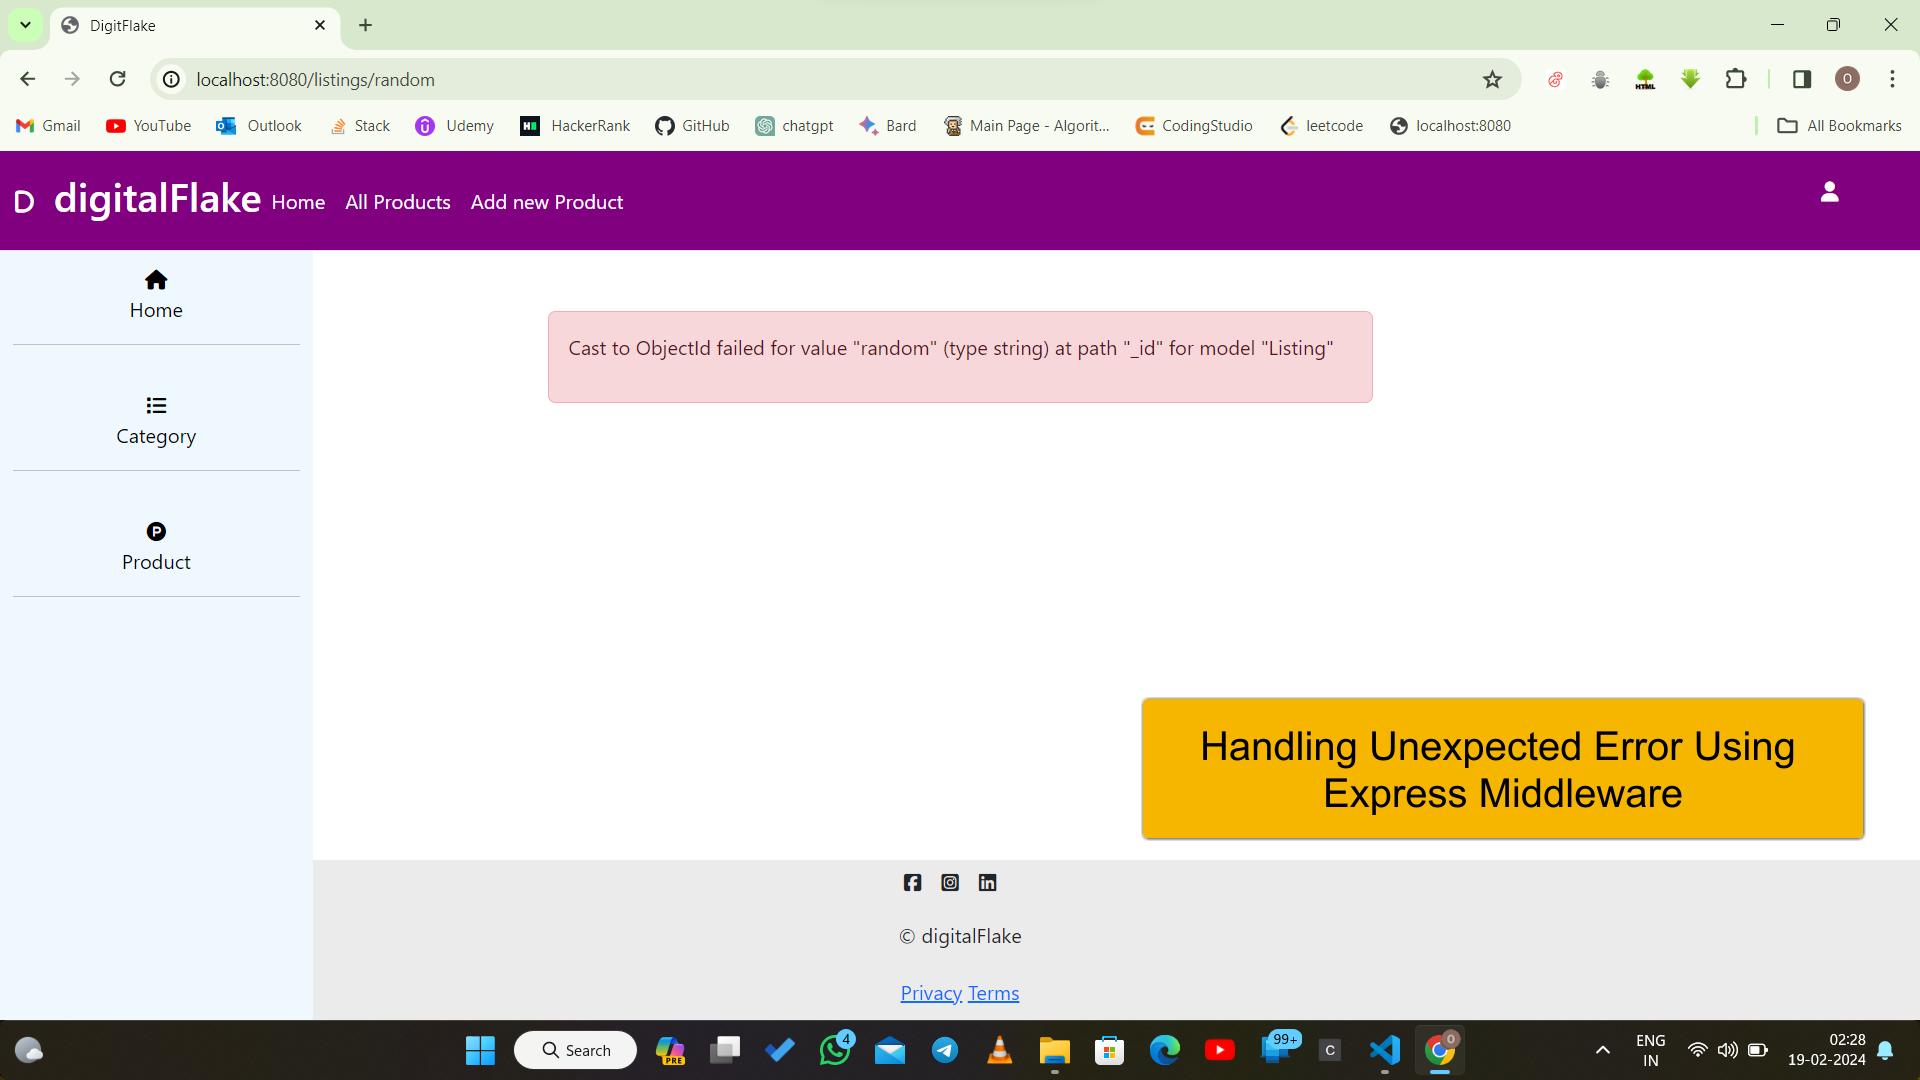 DigitFlake
localhost:8080/listings/random
O
Gmail
YouTube
Outlook
Stack
Udemy
HackerRank
GitHub
chatgpt
Bard
Main Page - Algorit...
CodingStudio
leetcode
localhost:8080
All Bookmarks
D digitalFlake Home All Products Add new Product
Home
Category
P
Product
Cast to ObjectId failed for value "random" (type string) at path "_id" for model "Listing"
Handling Unexpected Error Using
Express Middleware
© digitalFlake
Privacy Terms
Search
PRE
4
99+
C
O
ENG
IN
02:28
19-02-2024